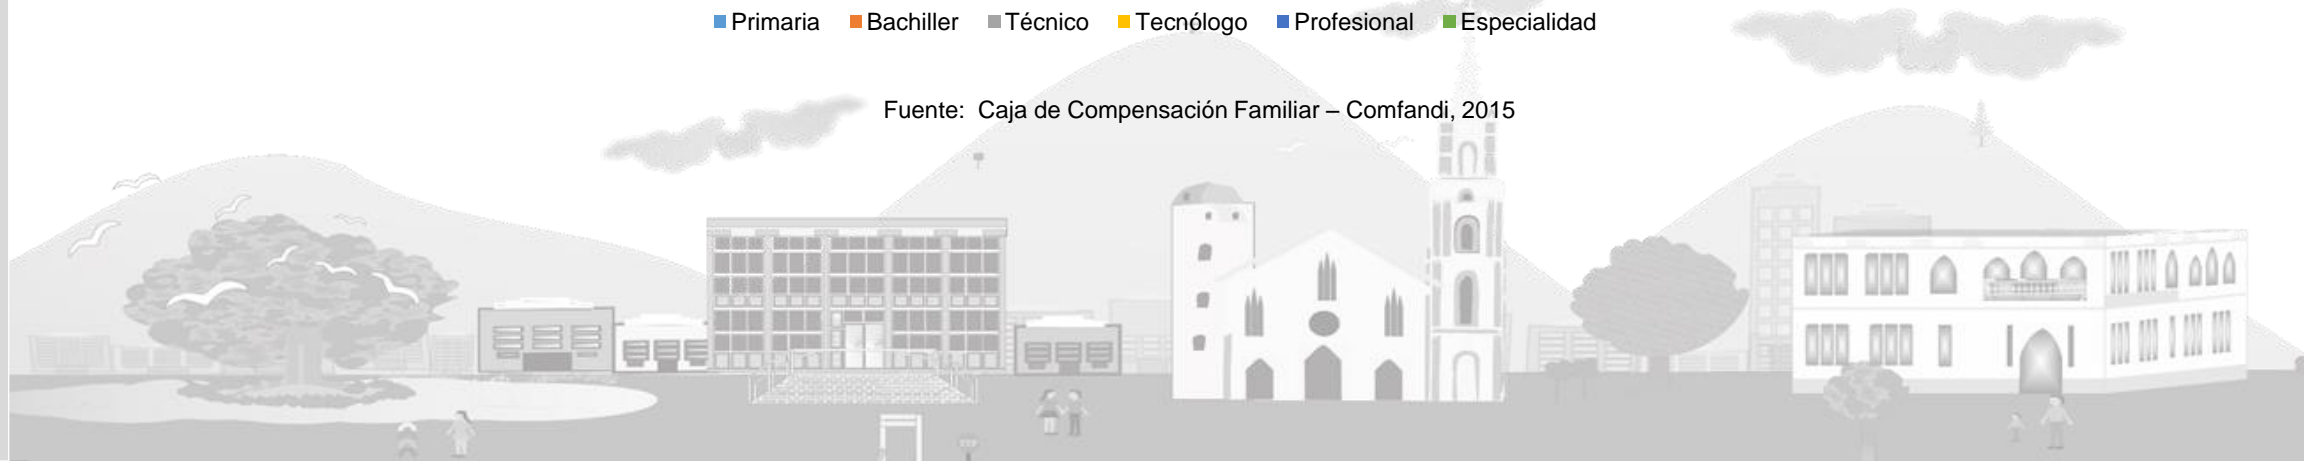 Primaria Bachiller Técnico Tecnólogo Profesional Especialidad
Fuente: Caja de Compensación Familiar – Comfandi, 2015